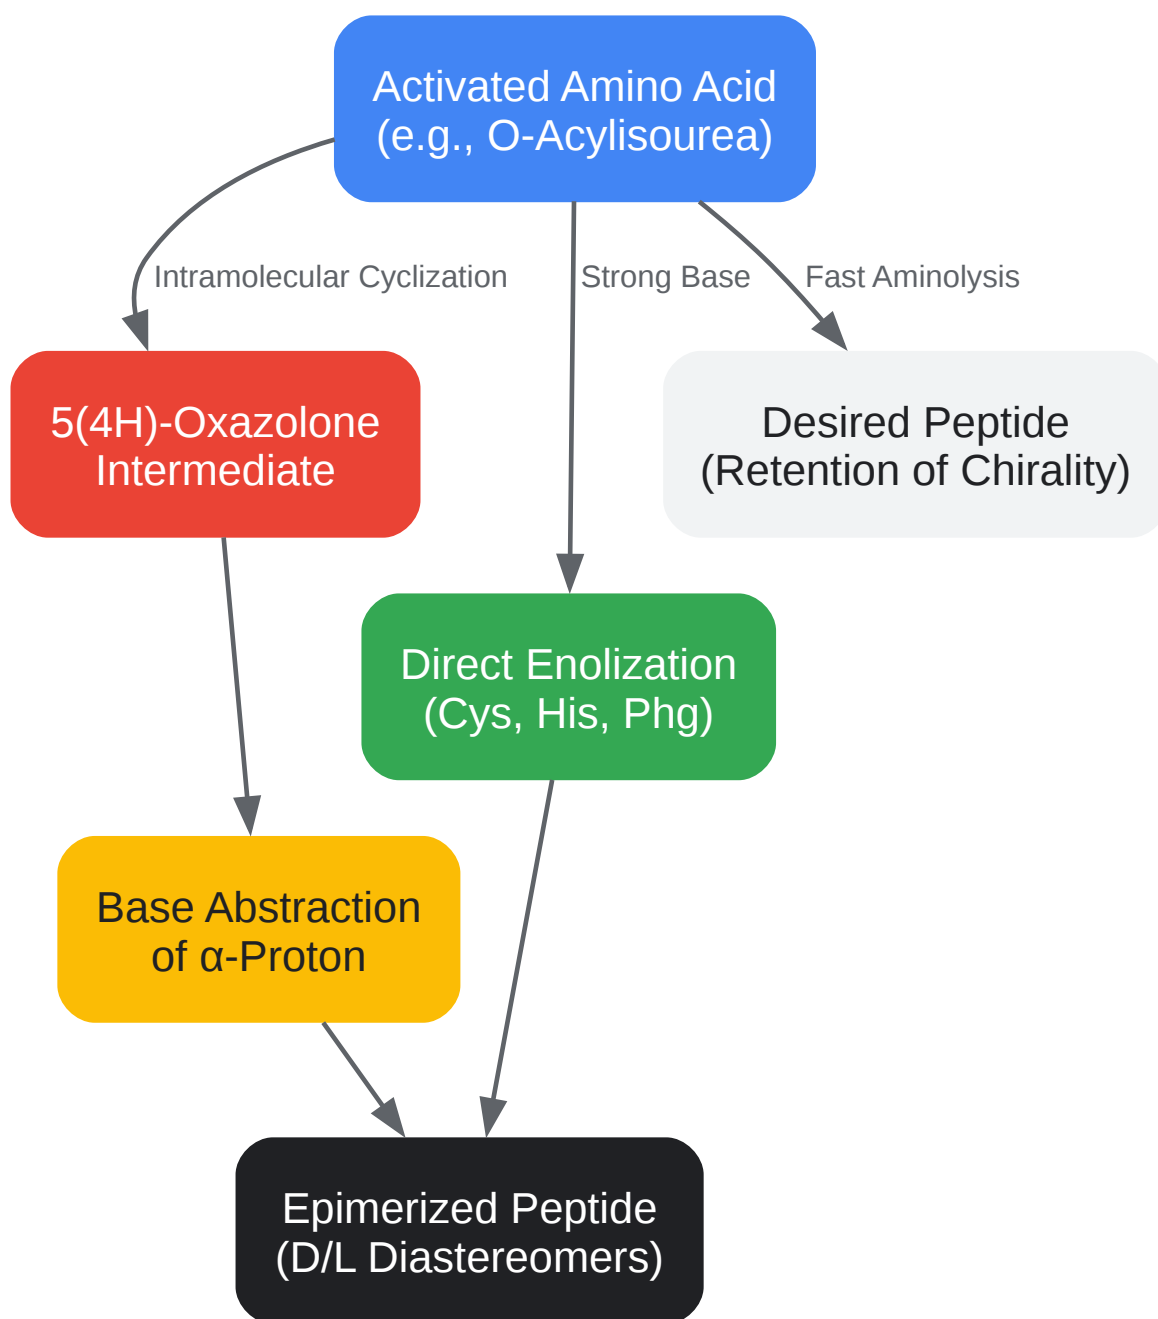 Activated Amino Acid
(e.g., O-Acylisourea)
Intramolecular Cyclization
Strong Base
Fast Aminolysis
5(4H)-Oxazolone
Intermediate
Desired Peptide
(Retention of Chirality)
Direct Enolization
(Cys, His, Phg)
Base Abstraction
of α-Proton
Epimerized Peptide
(D/L Diastereomers)